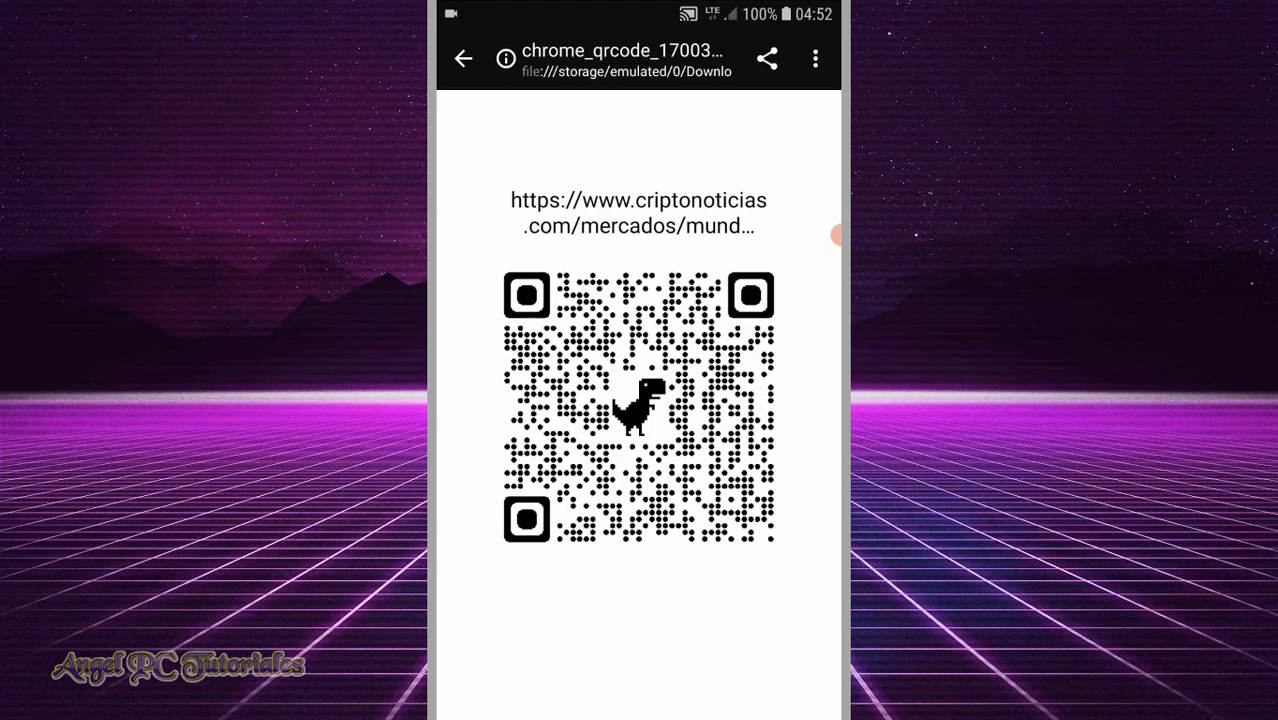 LTE 100% 04:52
chrome_qrcode_17003...
file:///storage/emulated/0/Downlo
https://www.criptonoticias
.com/mercados/mund...
Angel PC Tutoriales